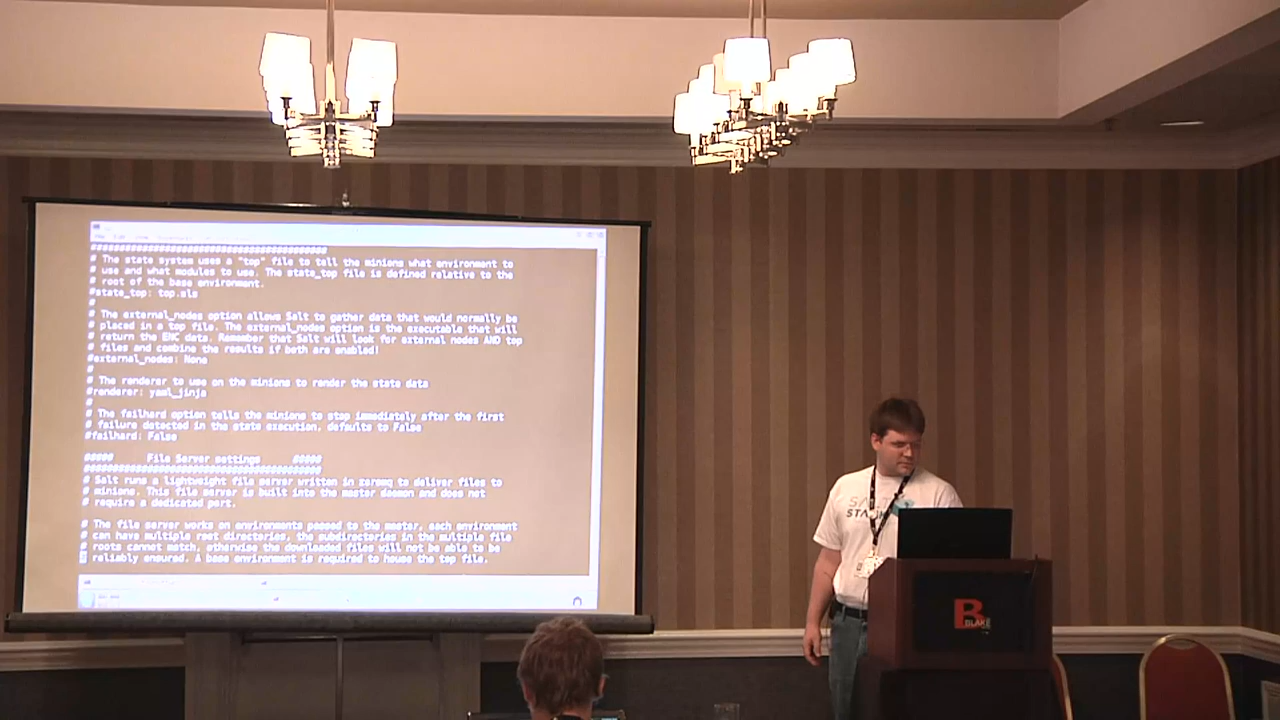 ###########################################
# The state system uses a "top" file to tell the minions what environment to
# use and what modules to use. The state_top file is defined relative to the
# root of the base environment.
#state_top: top.sls
#
# The external_nodes option allows Salt to gather data that would normally be
# placed in a top file. The external_nodes option is the executable that will
# return the ENC data. Remember that Salt will look for external nodes AND top
# files and combine the results if both are enabled!
#external_nodes: None
#
# The renderer to use on the minions to render the state data
#renderer: yaml_jinja
#
# The failhard option tells the minions to stop immediately after the first
# failure detected in the state execution, defaults to False
#failhard: False
##### File Server settings #####
###########################################
# Salt runs a lightweight file server written in zeromq to deliver files to
# minions. This file server is built into the master daemon and does not
# require a dedicated port.
# The file server works on environments passed to the master, each environment
# can have multiple root directories, the subdirectories in the multiple file
# roots cannot match, otherwise the downloaded files will not be able to be
# reliably ensured. A base environment is required to house the top file.
STACK
B
BLAKE